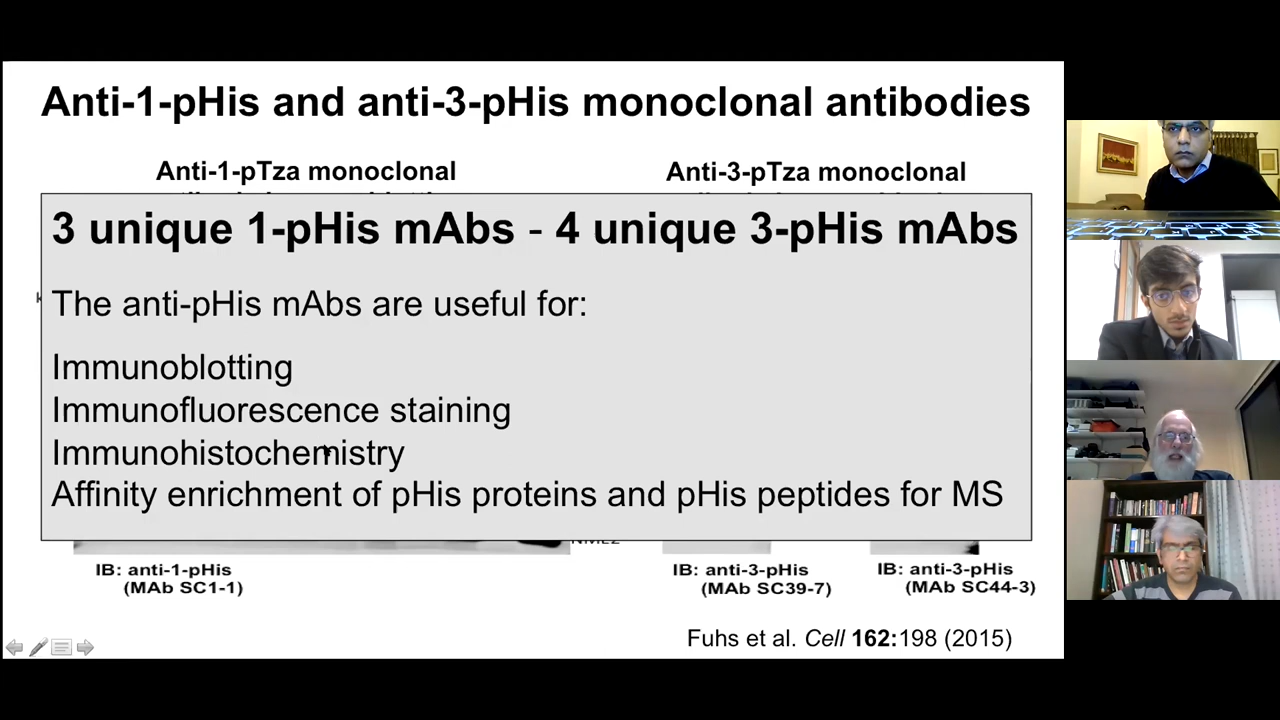 Anti-1-pHis and anti-3-pHis monoclonal antibodies
Anti-1-pTza monoclonal
Anti-3-pTza monoclonal
3 unique 1-pHis mAbs - 4 unique 3-pHis mAbs
The anti-pHis mAbs are useful for:
Immunoblotting
Immunofluorescence staining
Immunohistochemistry
Affinity enrichment of pHis proteins and pHis peptides for MS
IB: anti-1-pHis
(MAb SC1-1)
IB: anti-3-pHis
(MAb SC39-7)
IB: anti-3-pHis
(MAb SC44-3)
Fuhs et al. Cell 162:198 (2015)